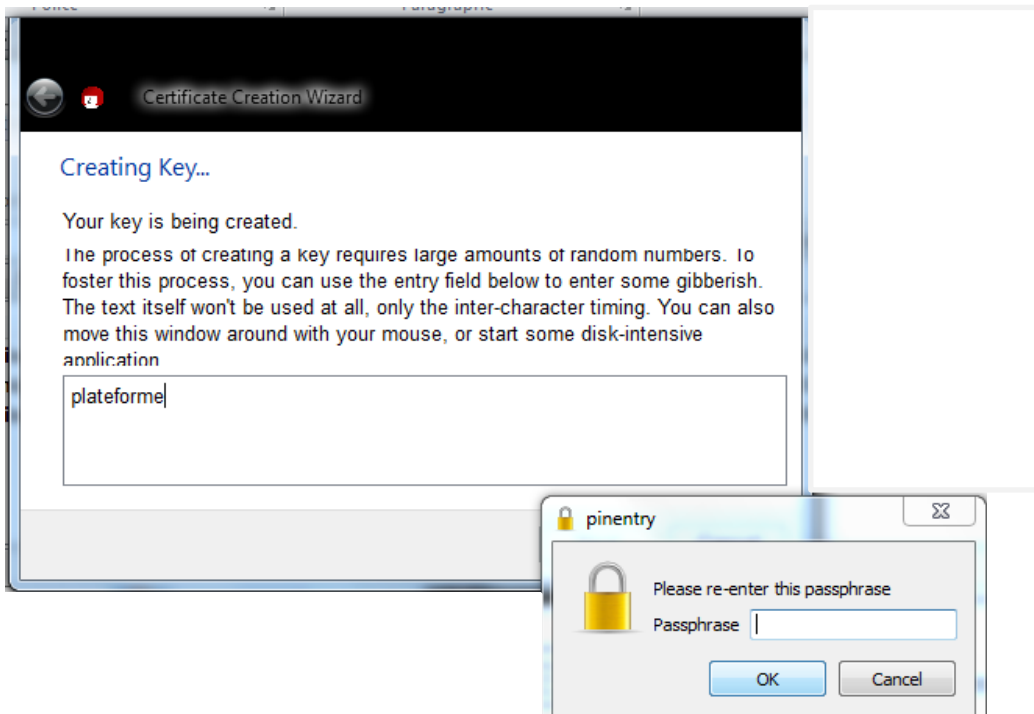 Certificate Creation Wizard
Creating Key...
Your key is being created.
The process of creating a key requires large amounts of random numbers. To
foster this process, you can use the entry field below to enter some gibberish.
The text itself won't be used at all, only the inter-character timing. You can also
move this window around with your mouse, or start some disk-intensive
application
plateforme
pinentry
Please re-enter this passphrase
Passphrase
OK
Cancel